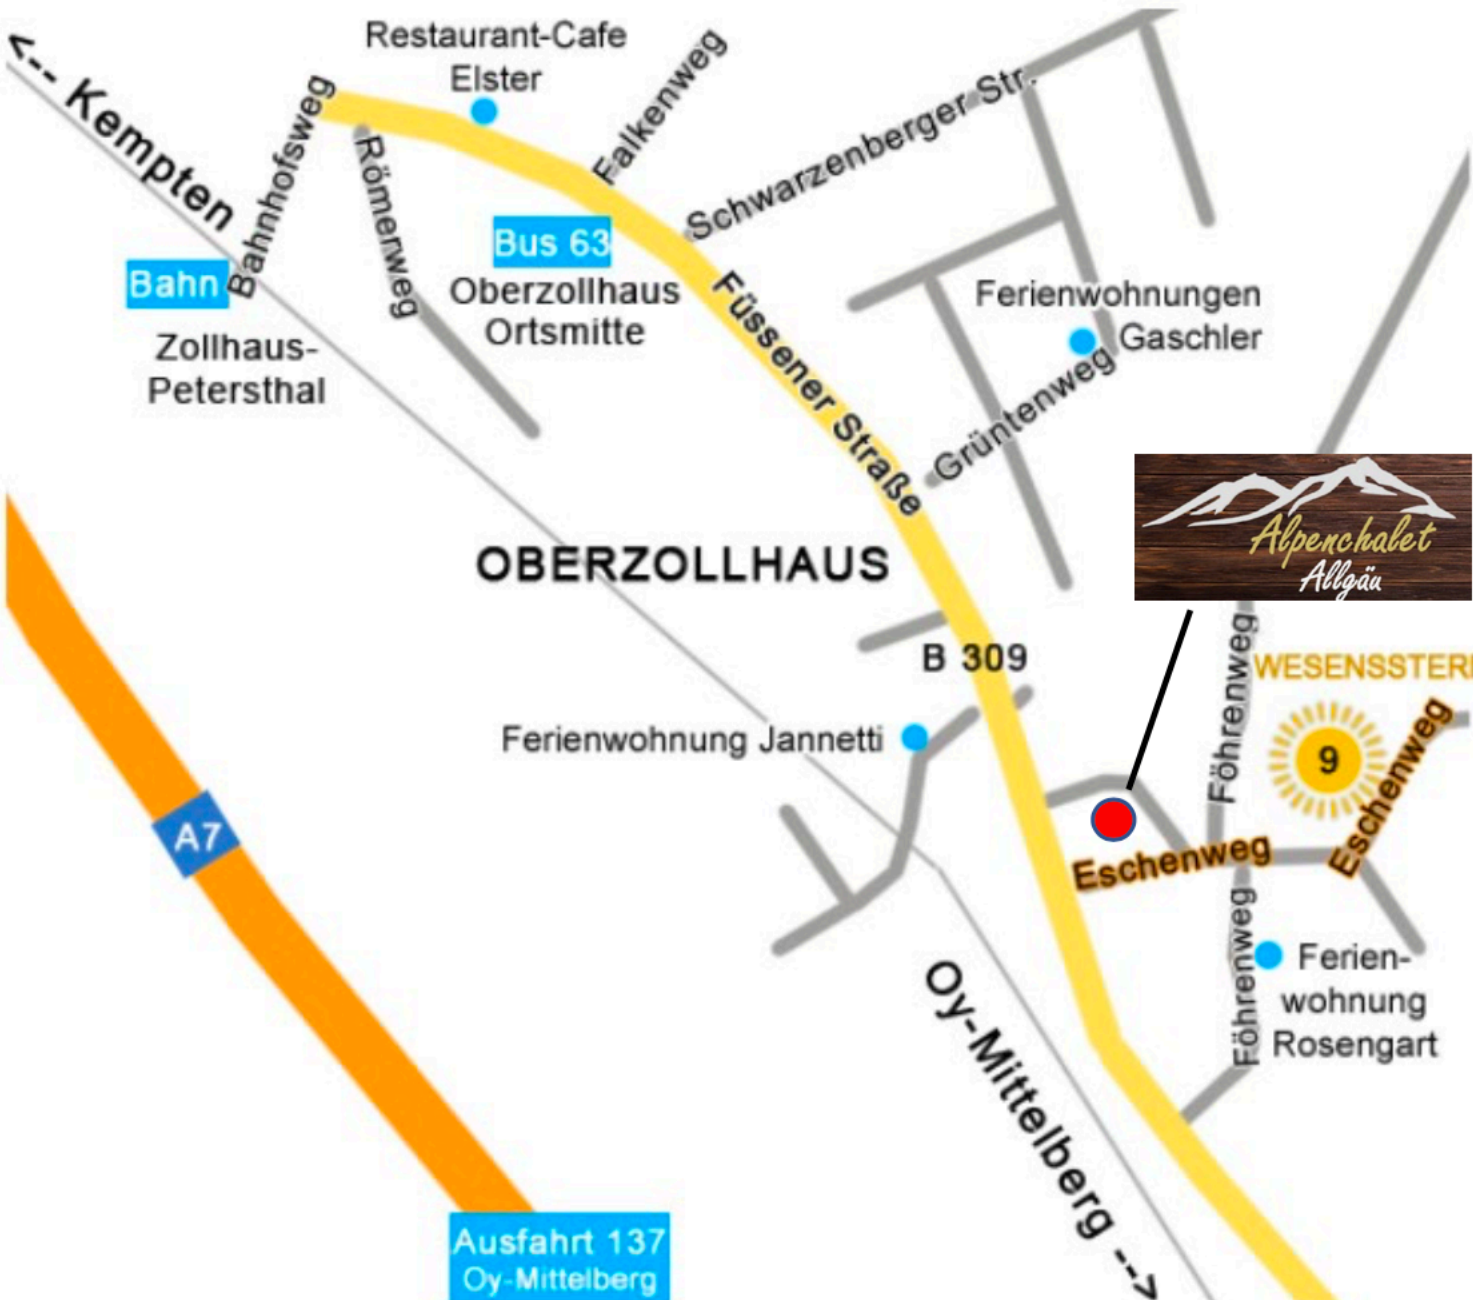 Restaurant-Cafe
Elster
<-- Kempten
Bahnhofsweg
Römerweg
Falkenweg
Schwarzenberger Str.
Bus 63
Oberzollhaus
Ortsmitte
Bahn
Zollhaus-
Petersthal
Füssener Straße
Ferienwohnungen
Gaschler
Grüntenweg
Alpenchalet
Allgäu
OBERZOLLHAUS
B 309
Föhrenweg
WESENSSTER
9
Eschenweg
Ferienwohnung Jannetti
A7
Eschenweg
Föhrenweg
Ferien-
wohnung
Rosengart
Oy-Mittelberg -->
Ausfahrt 137
Oy-Mittelberg